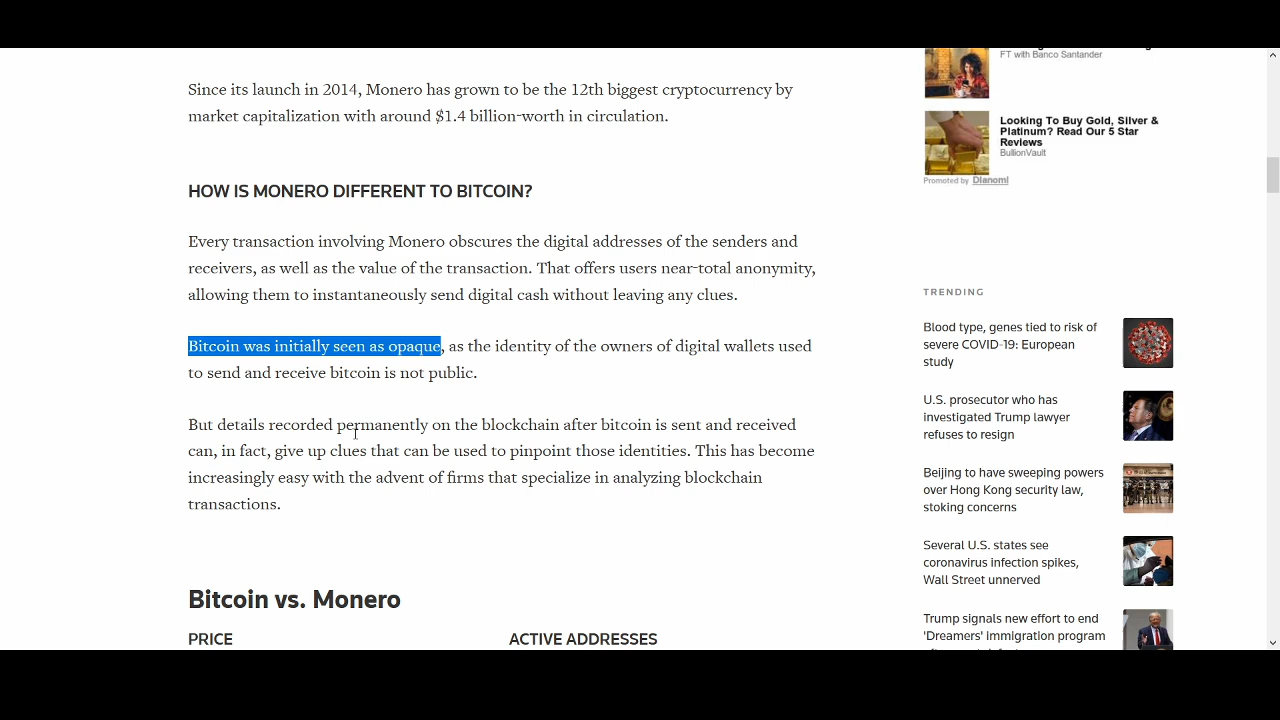 FT with Banco Santander
Since its launch in 2014, Monero has grown to be the 12th biggest cryptocurrency by
market capitalization with around $1.4 billion-worth in circulation.
HOW IS MONERO DIFFERENT TO BITCOIN?
Every transaction involving Monero obscures the digital addresses of the senders and
receivers, as well as the value of the transaction. That offers users near-total anonymity,
allowing them to instantaneously send digital cash without leaving any clues.
Bitcoin was initially seen as opaque, as the identity of the owners of digital wallets used
to send and receive bitcoin is not public.
But details recorded permanently on the blockchain after bitcoin is sent and received
can, in fact, give up clues that can be used to pinpoint those identities. This has become
increasingly easy with the advent of firms that specialize in analyzing blockchain
transactions.
Bitcoin vs. Monero
PRICE
ACTIVE ADDRESSES
Looking To Buy Gold, Silver &
Platinum? Read Our 5 Star
Reviews
BullionVault
Promoted by Dianomi
TRENDING
Blood type, genes tied to risk of
severe COVID-19: European
study
U.S. prosecutor who has
investigated Trump lawyer
refuses to resign
Beijing to have sweeping powers
over Hong Kong security law,
stoking concerns
Several U.S. states see
coronavirus infection spikes,
Wall Street unnerved
Trump signals new effort to end
'Dreamers' immigration program